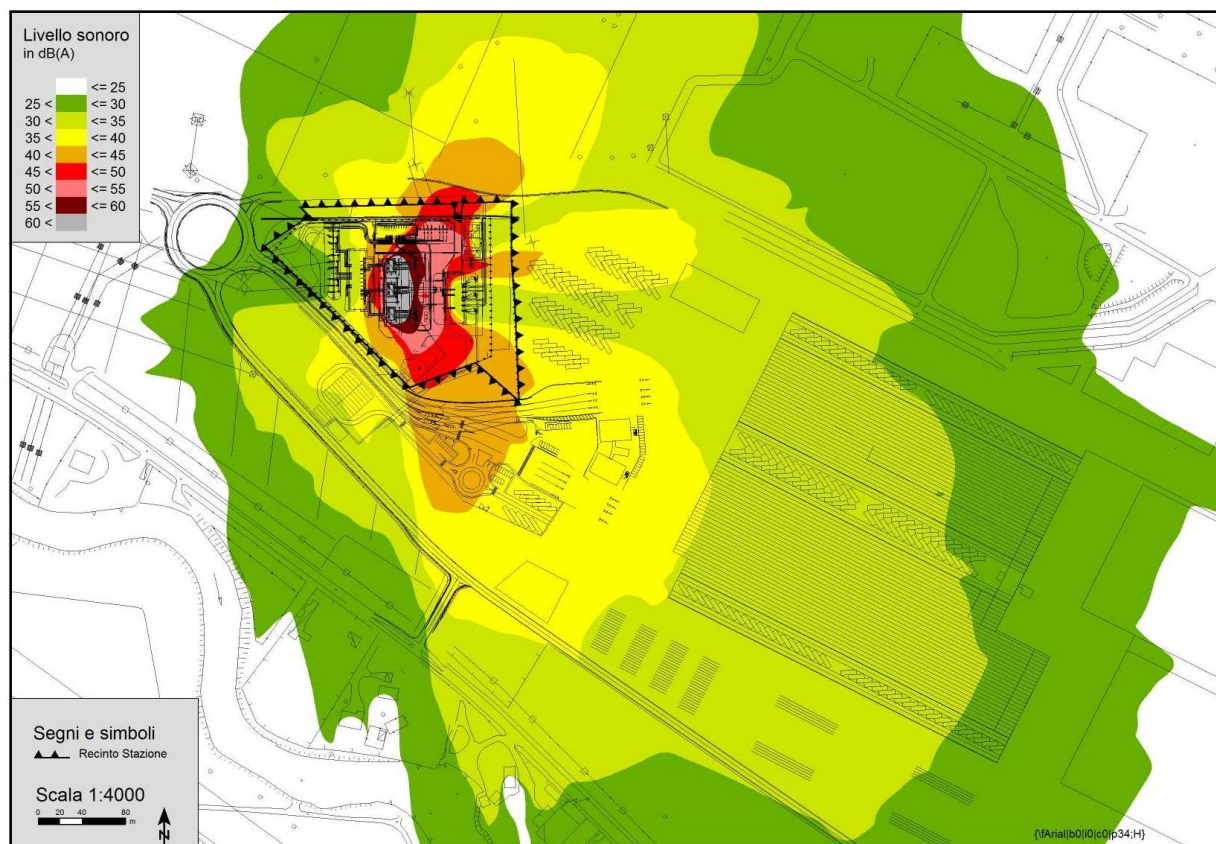 Livello sonoro
in dB(A)
<= 25
25 < <= 30
30 < <= 35
35 < <= 40
40 < <= 45
45 < <= 50
50 < <= 55
55 < <= 60
60 <
Segni e simboli
Recinto Stazione
Scala 1:4000
0 20 40 80
m
N
{\fArial|b0|i0|c0|p34;H}